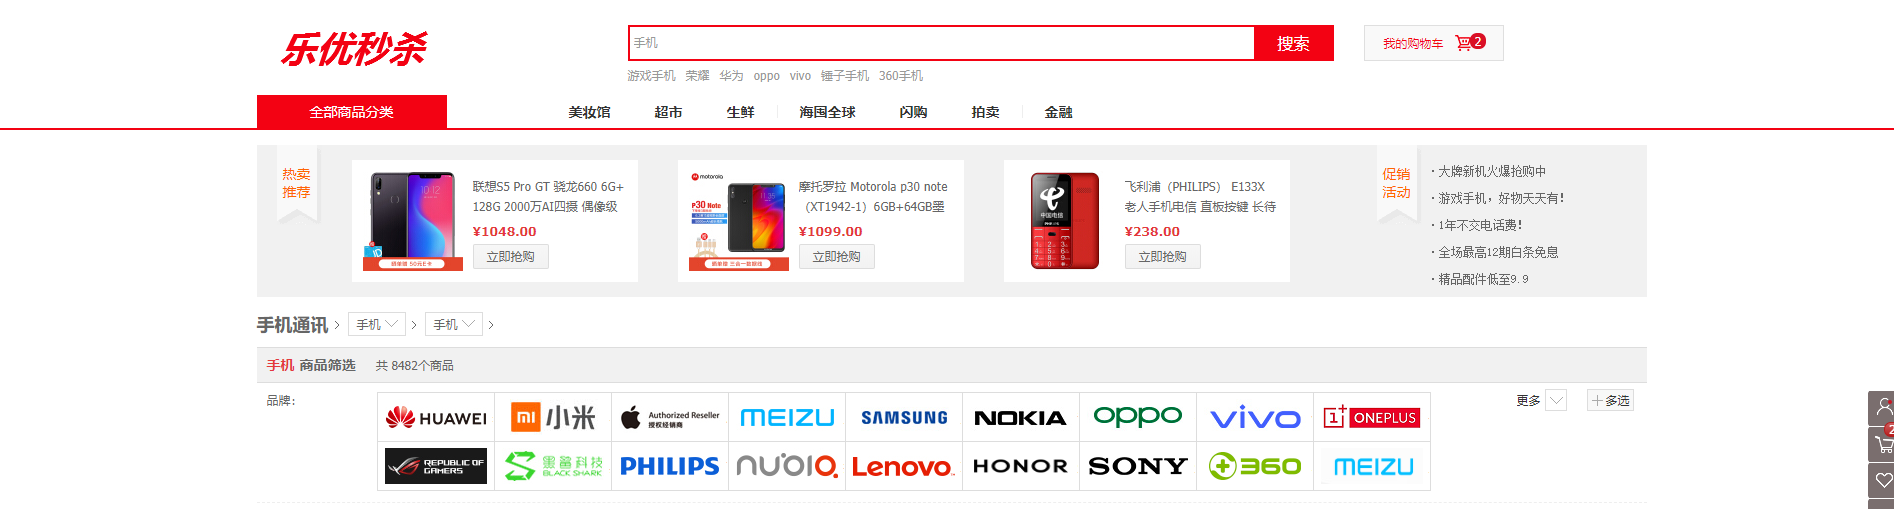 乐优秒杀
手机
搜索
我的购物车
2
游戏手机 荣耀 华为 oppo vivo 锤子手机 360手机
全部商品分类
美妆馆 超市 生鲜 海囤全球 闪购 拍卖 金融
热卖
推荐
联想S5 Pro GT 骁龙660 6G+
128G 2000万AI四摄 偶像级
¥1048.00
立即抢购
motorola
P30 Note
摩托罗拉 Motorola p30 note
（XT1942-1）6GB+64GB墨
¥1099.00
立即抢购
中国电信
飞利浦（PHILIPS） E133X
老人手机电信 直板按键 长待
¥238.00
立即抢购
促销
活动
· 大牌新机火爆抢购中
· 游戏手机，好物天天有！
· 1年不交电话费！
· 全场最高12期白条免息
· 精品配件低至9.9
手机通讯 > 手机 > 手机 >
手机 商品筛选 共 8482个商品
品牌:
HUAWEI
小米
Authorized Reseller
授权经销商
MEIZU
SAMSUNG
NOKIA
oppo
vivo
1+ ONEPLUS
REPUBLIC OF
GAMERS
黑鲨科技
BLACK SHARK
PHILIPS
nubia
Lenovo
HONOR
SONY
360
MEIZU
更多
多选
2